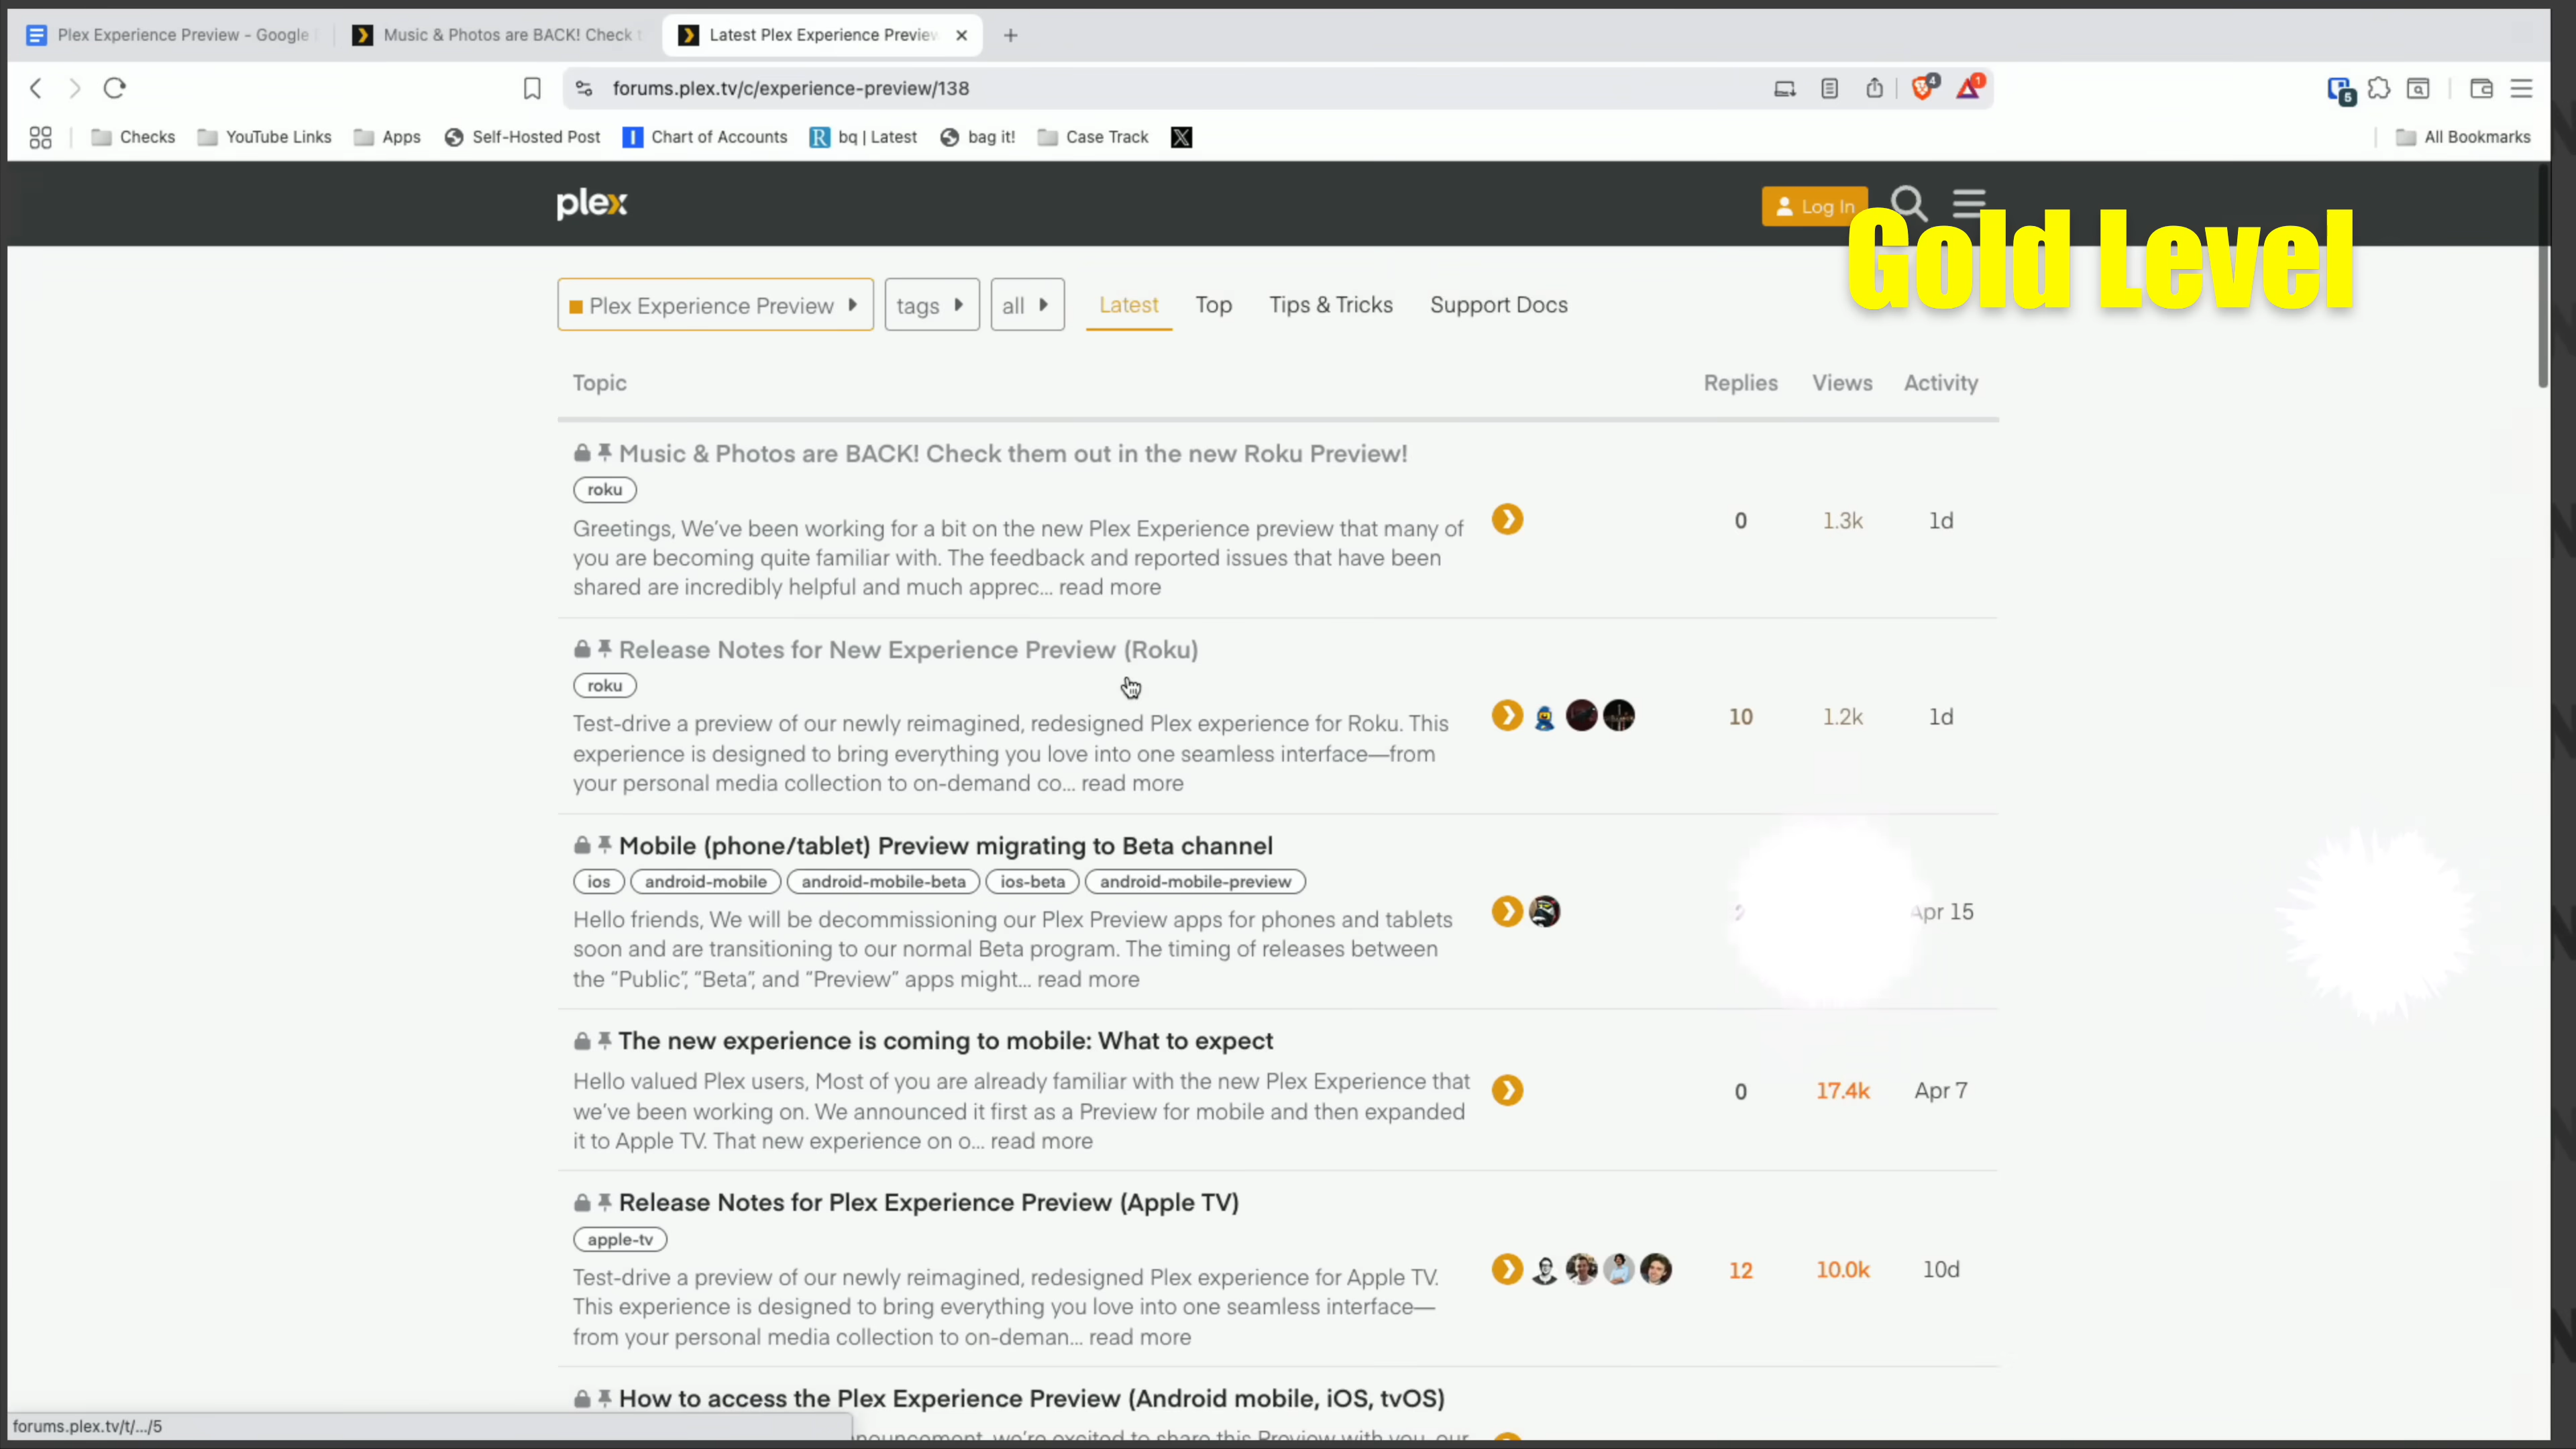 Plex Experience Preview - Google
Music & Photos are BACK! Check
Latest Plex Experience Preview
forums.plex.tv/c/experience-preview/138
4
1
5
Checks
YouTube Links
Apps
Self-Hosted Post
Chart of Accounts
bq | Latest
bag it!
Case Track
All Bookmarks
plex
Log In
Gold Level
Plex Experience Preview
tags
all
Latest
Top
Tips & Tricks
Support Docs
Topic
Replies
Views
Activity
Music & Photos are BACK! Check them out in the new Roku Preview!
roku
Greetings, We've been working for a bit on the new Plex Experience preview that many of
you are becoming quite familiar with. The feedback and reported issues that have been
shared are incredibly helpful and much apprec... read more
0
1.3k
1d
Release Notes for New Experience Preview (Roku)
roku
Test-drive a preview of our newly reimagined, redesigned Plex experience for Roku. This
experience is designed to bring everything you love into one seamless interface—from
your personal media collection to on-demand co... read more
10
1.2k
1d
Mobile (phone/tablet) Preview migrating to Beta channel
ios
android-mobile
android-mobile-beta
ios-beta
android-mobile-preview
Hello friends, We will be decommissioning our Plex Preview apps for phones and tablets
soon and are transitioning to our normal Beta program. The timing of releases between
the “Public”, “Beta”, and “Preview” apps might... read more
Apr 15
The new experience is coming to mobile: What to expect
Hello valued Plex users, Most of you are already familiar with the new Plex Experience that
we've been working on. We announced it first as a Preview for mobile and then expanded
it to Apple TV. That new experience on o... read more
0
17.4k
Apr 7
Release Notes for Plex Experience Preview (Apple TV)
apple-tv
Test-drive a preview of our newly reimagined, redesigned Plex experience for Apple TV.
This experience is designed to bring everything you love into one seamless interface—
from your personal media collection to on-deman... read more
12
10.0k
10d
How to access the Plex Experience Preview (Android mobile, iOS, tvOS)
announcement, we're excited to share this Preview with you, our
forums.plex.tv/t/.../5